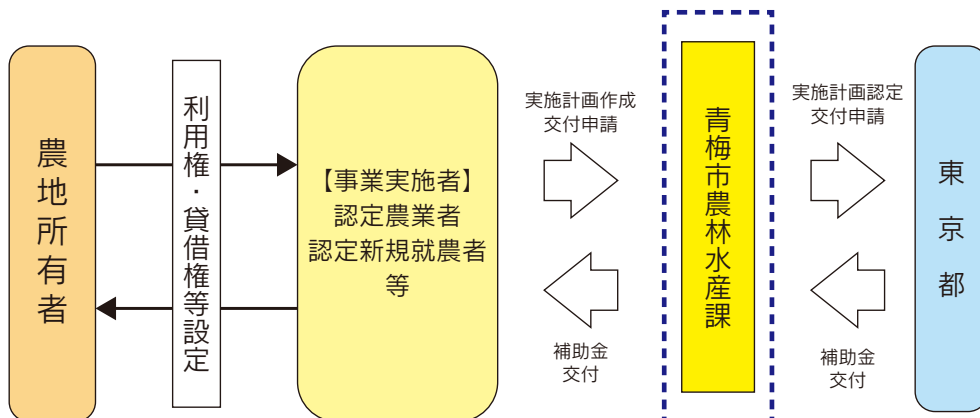 農地所有者
利用権・貸借権等設定
【事業実施者】
認定農業者
認定新規就農者
等
実施計画作成
交付申請
補助金
交付
青梅市農林水産課
実施計画認定
交付申請
補助金
交付
東京都